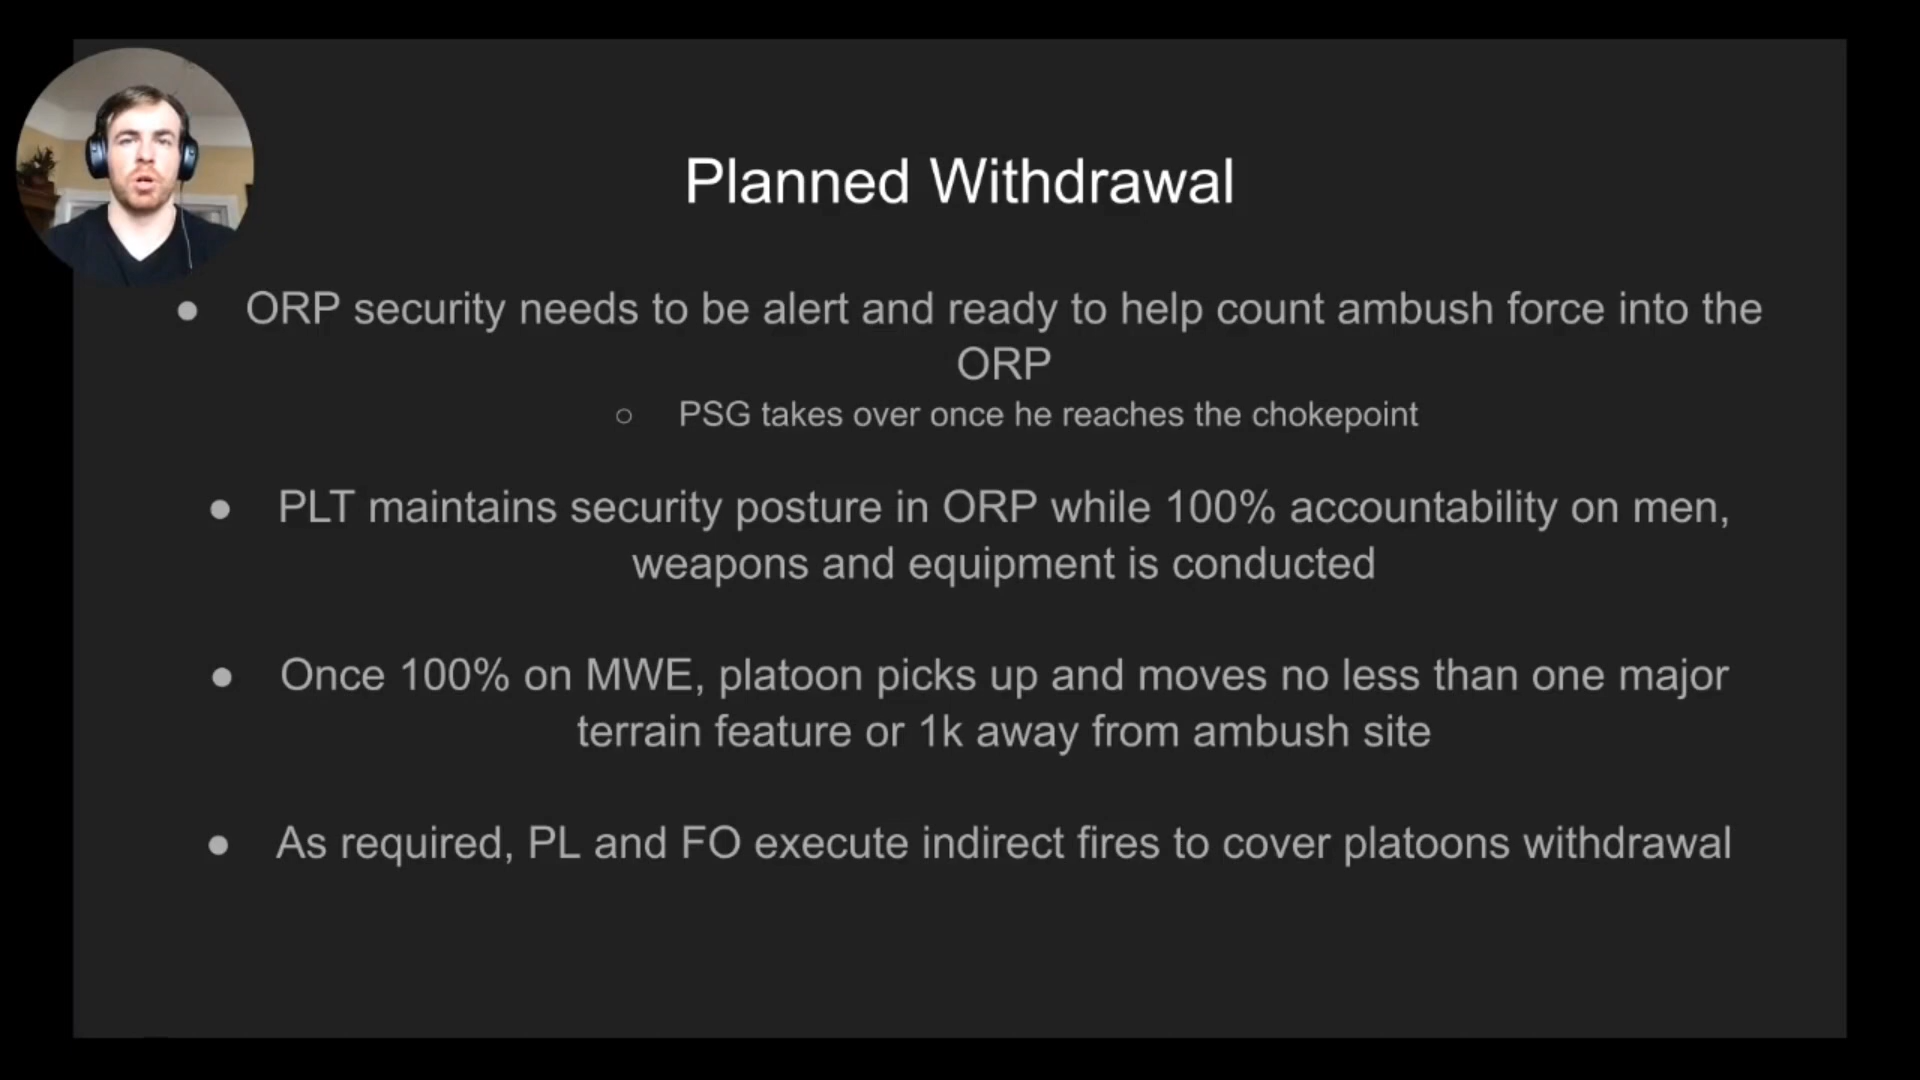 Planned Withdrawal
● ORP security needs to be alert and ready to help count ambush force into the
ORP
○ PSG takes over once he reaches the chokepoint
● PLT maintains security posture in ORP while 100% accountability on men,
weapons and equipment is conducted
● Once 100% on MWE, platoon picks up and moves no less than one major
terrain feature or 1k away from ambush site
● As required, PL and FO execute indirect fires to cover platoons withdrawal